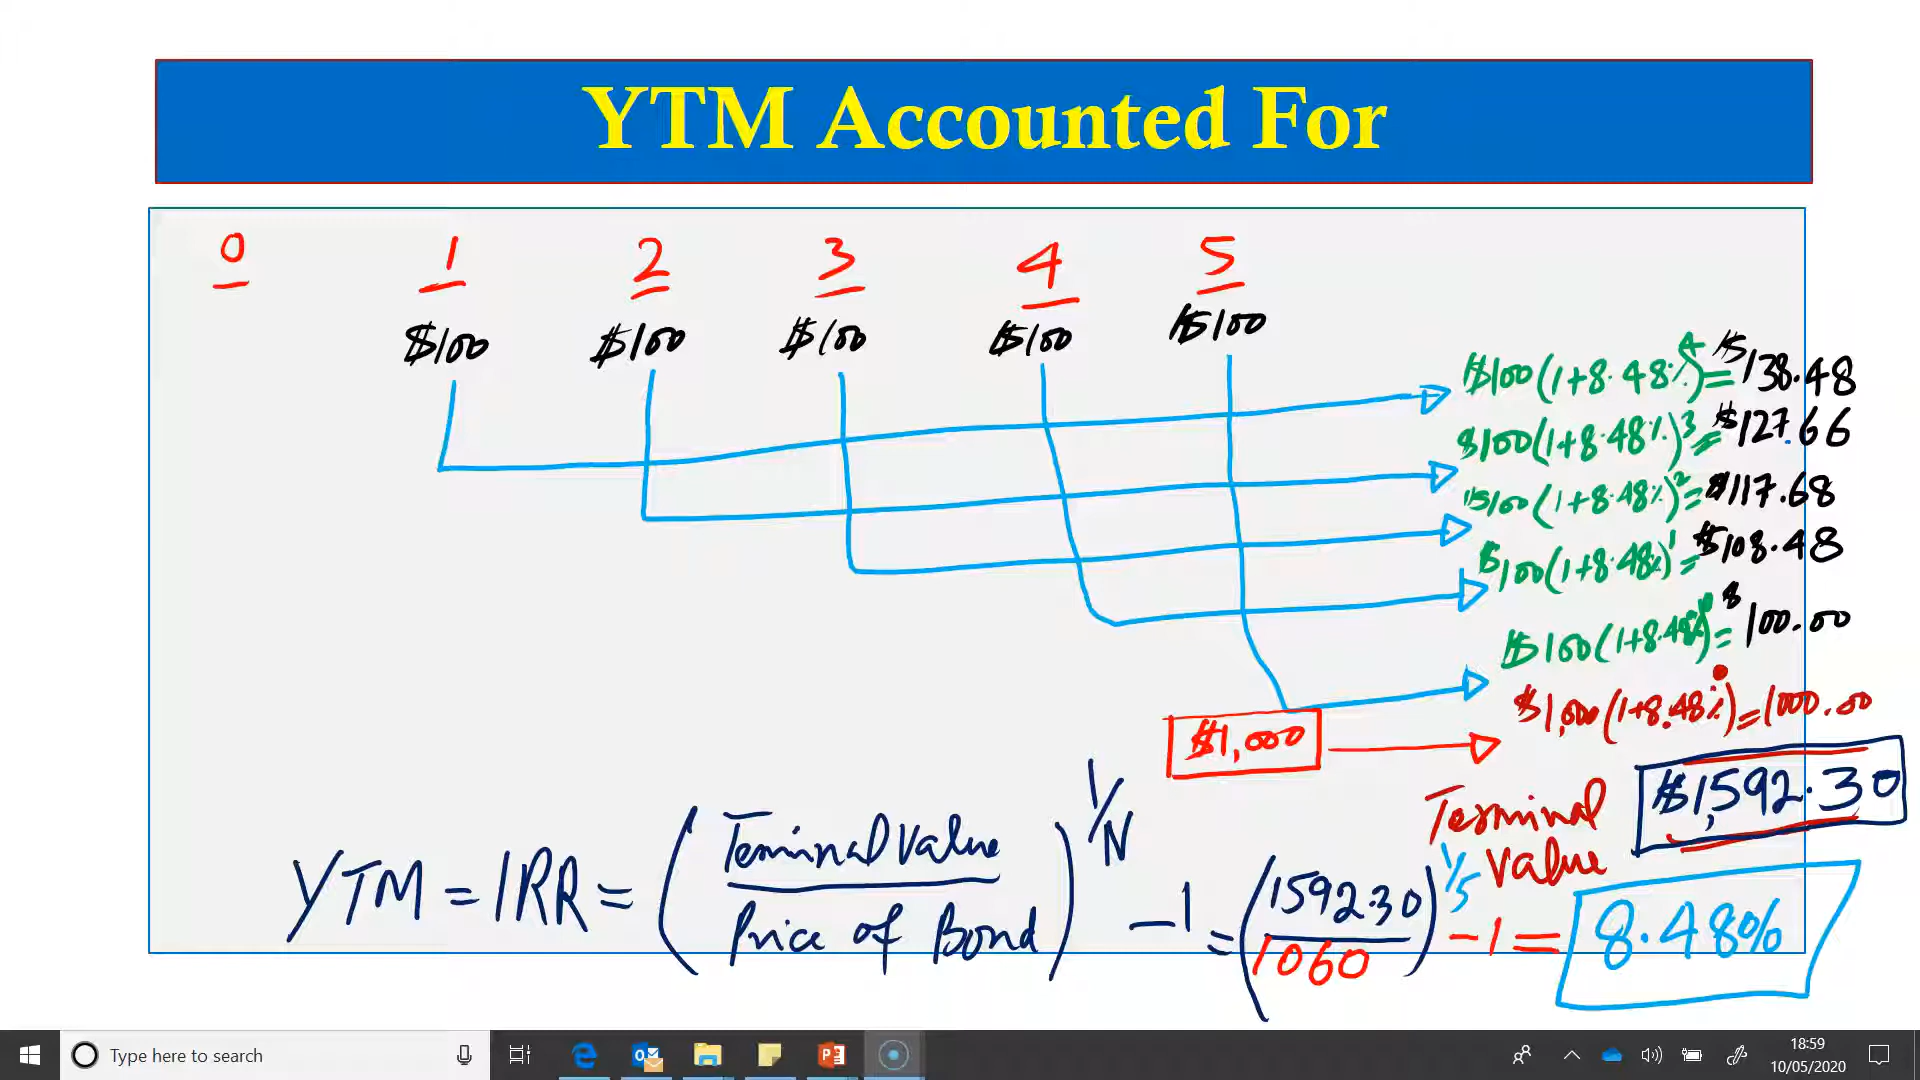 YTM Accounted For
0 1 2 3 4 5
$100 $100 $100 $100 $100
$100(1+8.48%)4 = $138.48
$100(1+8.48%)3 = $127.66
$100(1+8.48%)2 = $117.68
$100(1+8.48%)1 = $108.48
$100(1+8.48%)0 = $100.00
$1,000 $1,000(1+8.48%)0 = 1000.00
Terminal Value $1,592.30
YTM = IRR = (Terminal Value / Price of Bond)1/N - 1 = (1592.30 / 1060)1/5 - 1 = 8.48%
Type here to search
18:59
10/05/2020